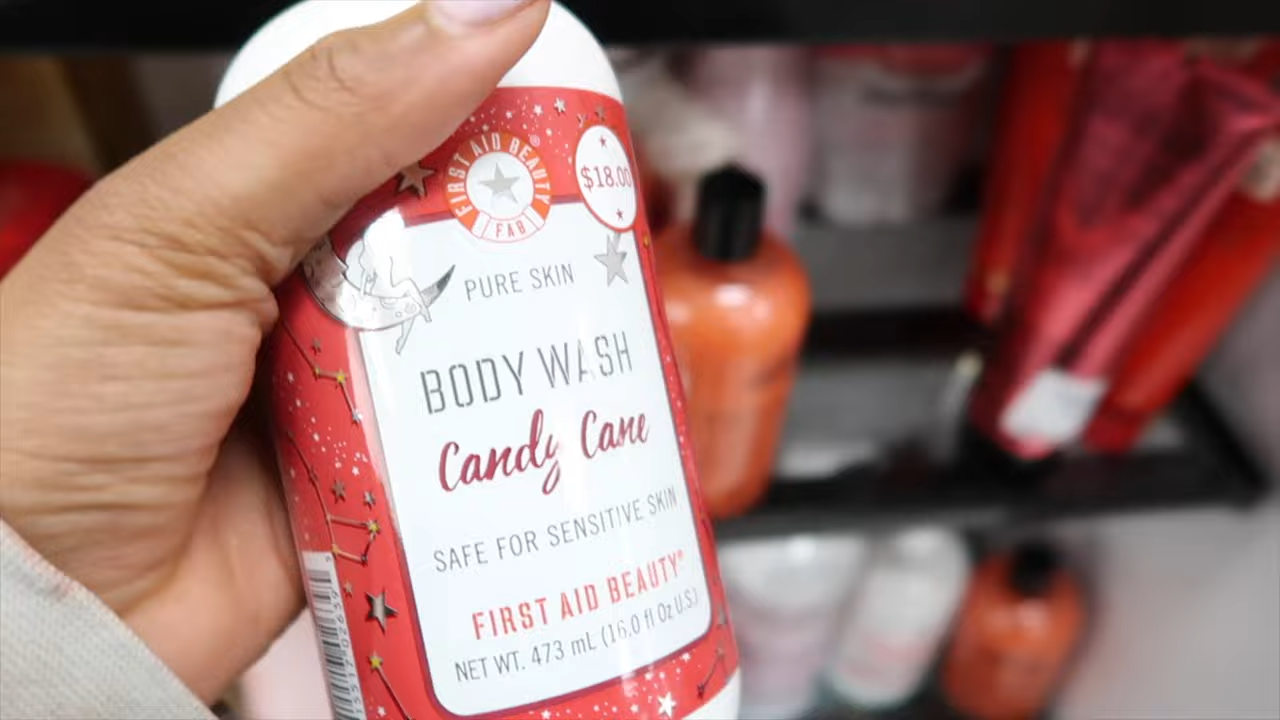 FIRST AID BEAUTY®
FAB
$18.00
PURE SKIN
BODY WASH
Candy Cane
SAFE FOR SENSITIVE SKIN
FIRST AID BEAUTY®
NET WT. 473 mL (16.0 fl Oz U.S.)